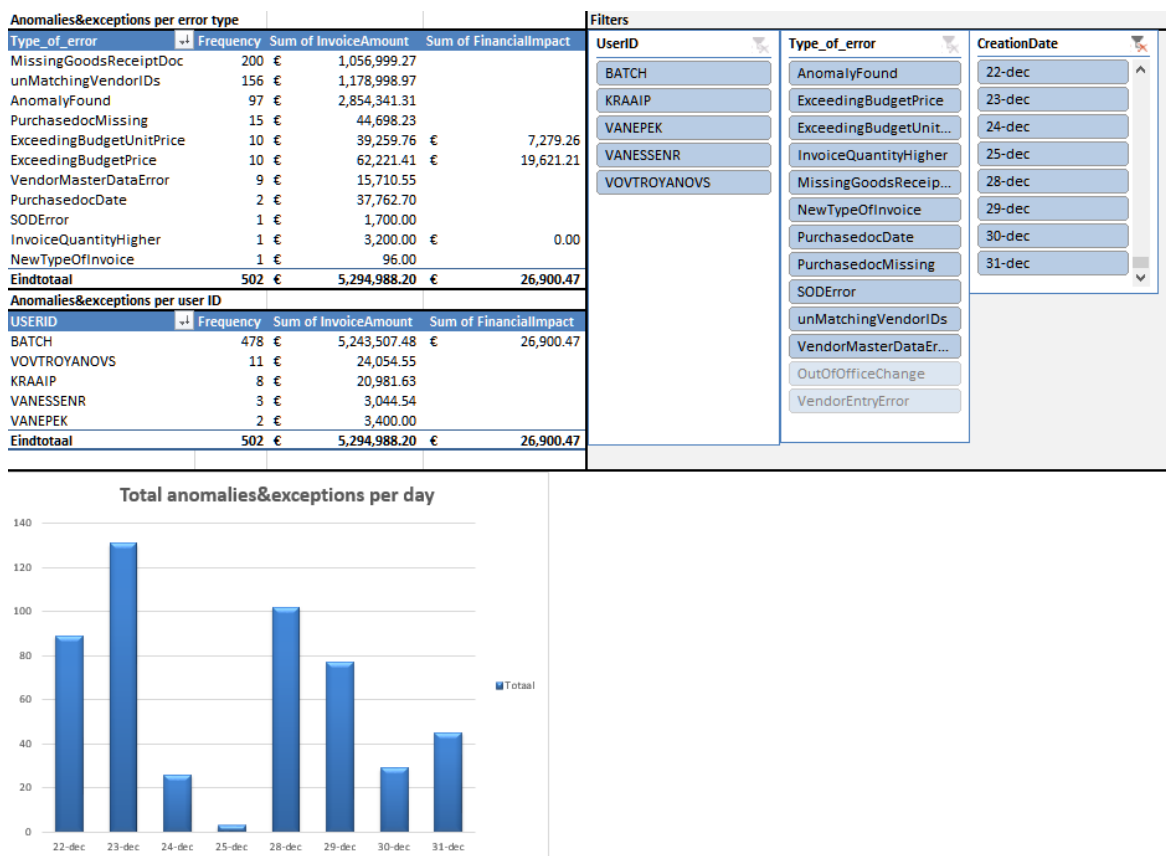 Anomalies&exceptions per error type
Type_of_error Frequency Sum of InvoiceAmount Sum of FinancialImpact
MissingGoodsReceiptDoc 200 € 1,056,999.27
unMatchingVendorIDs 156 € 1,178,998.97
AnomalyFound 97 € 2,854,341.31
PurchasedocMissing 15 € 44,698.23
ExceedingBudgetUnitPrice 10 € 39,259.76 € 7,279.26
ExceedingBudgetPrice 10 € 62,221.41 € 19,621.21
VendorMasterDataError 9 € 15,710.55
PurchasedocDate 2 € 37,762.70
SODError 1 € 1,700.00
InvoiceQuantityHigher 1 € 3,200.00 € 0.00
NewTypeOfInvoice 1 € 96.00
Eindtotaal 502 € 5,294,988.20 € 26,900.47
Anomalies&exceptions per user ID
USERID Frequency Sum of InvoiceAmount Sum of FinancialImpact
BATCH 478 € 5,243,507.48 € 26,900.47
VOVTROYANOVS 11 € 24,054.55
KRAAIP 8 € 20,981.63
VANESSENR 3 € 3,044.54
VANEPEK 2 € 3,400.00
Eindtotaal 502 € 5,294,988.20 € 26,900.47
Filters
UserID
BATCH
KRAAIP
VANEPEK
VANESSENR
VOVTROYANOVS
Type_of_error
AnomalyFound
ExceedingBudgetPrice
ExceedingBudgetUnit...
InvoiceQuantityHigher
MissingGoodsReceip...
NewTypeOfInvoice
PurchasedocDate
PurchasedocMissing
SODError
unMatchingVendorIDs
VendorMasterDataEr...
OutOfOfficeChange
VendorEntryError
CreationDate
22-dec
23-dec
24-dec
25-dec
28-dec
29-dec
30-dec
31-dec
Total anomalies&exceptions per day
140
120
100
80
60
40
20
0
22-dec 23-dec 24-dec 25-dec 28-dec 29-dec 30-dec 31-dec
Totaal